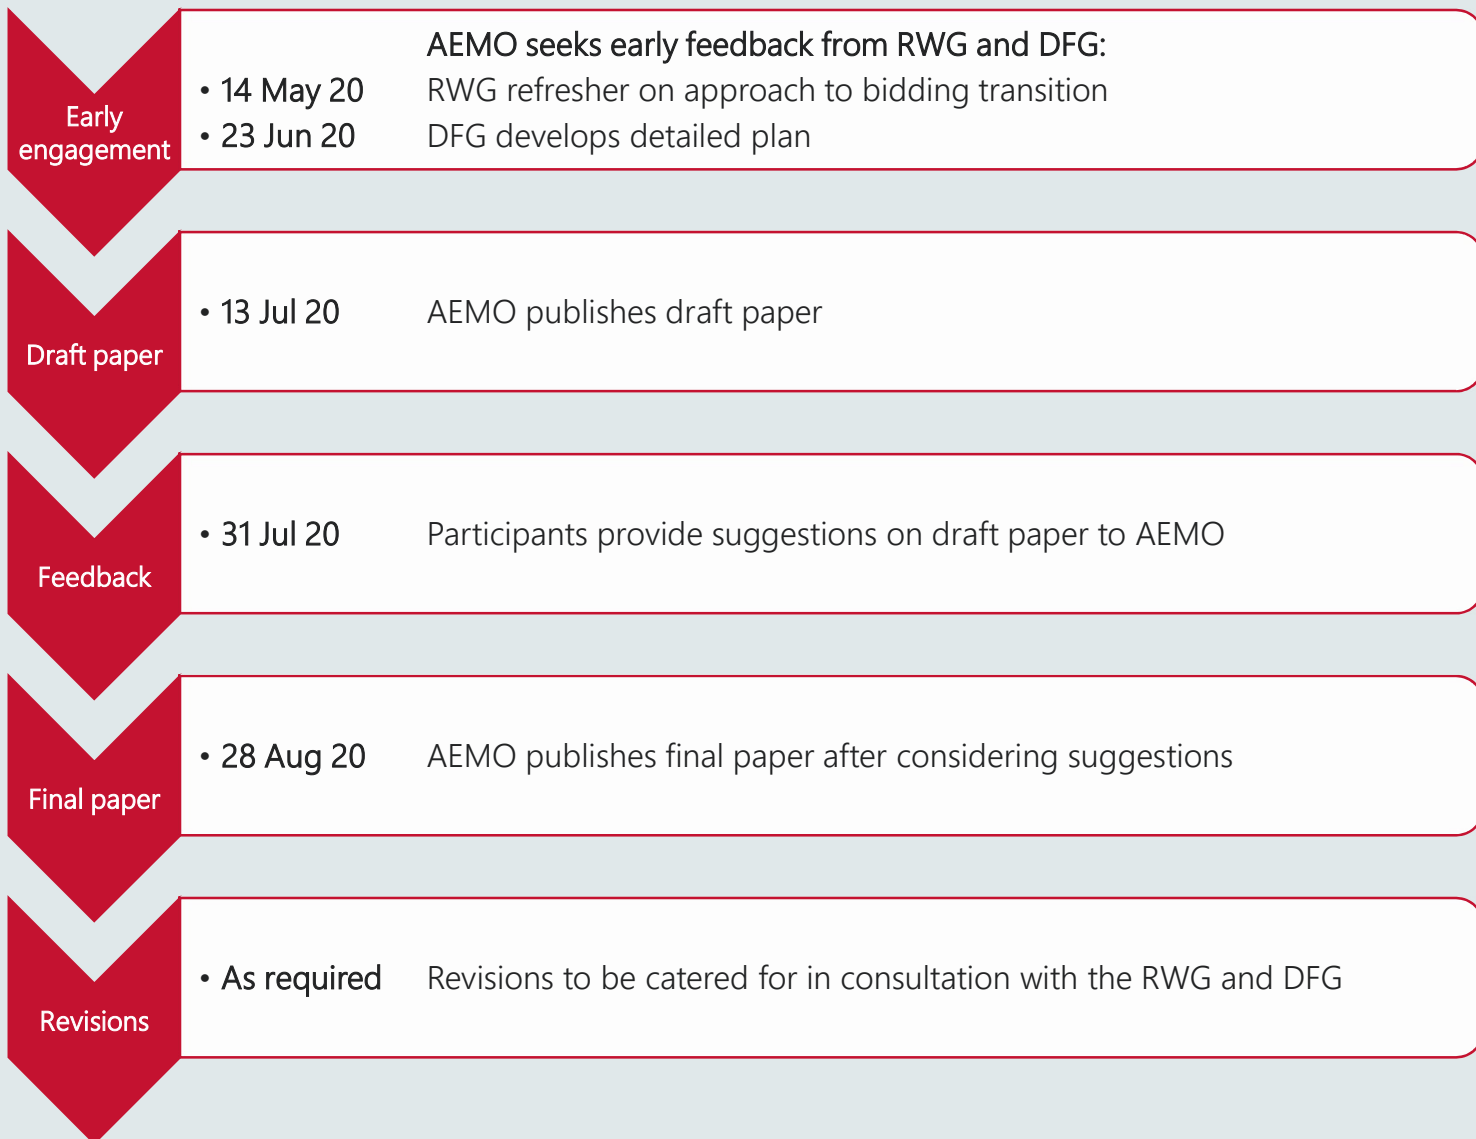 Early
engagement
AEMO seeks early feedback from RWG and DFG:
• 14 May 20 RWG refresher on approach to bidding transition
• 23 Jun 20 DFG develops detailed plan
Draft paper
• 13 Jul 20 AEMO publishes draft paper
Feedback
• 31 Jul 20 Participants provide suggestions on draft paper to AEMO
Final paper
• 28 Aug 20 AEMO publishes final paper after considering suggestions
Revisions
• As required Revisions to be catered for in consultation with the RWG and DFG